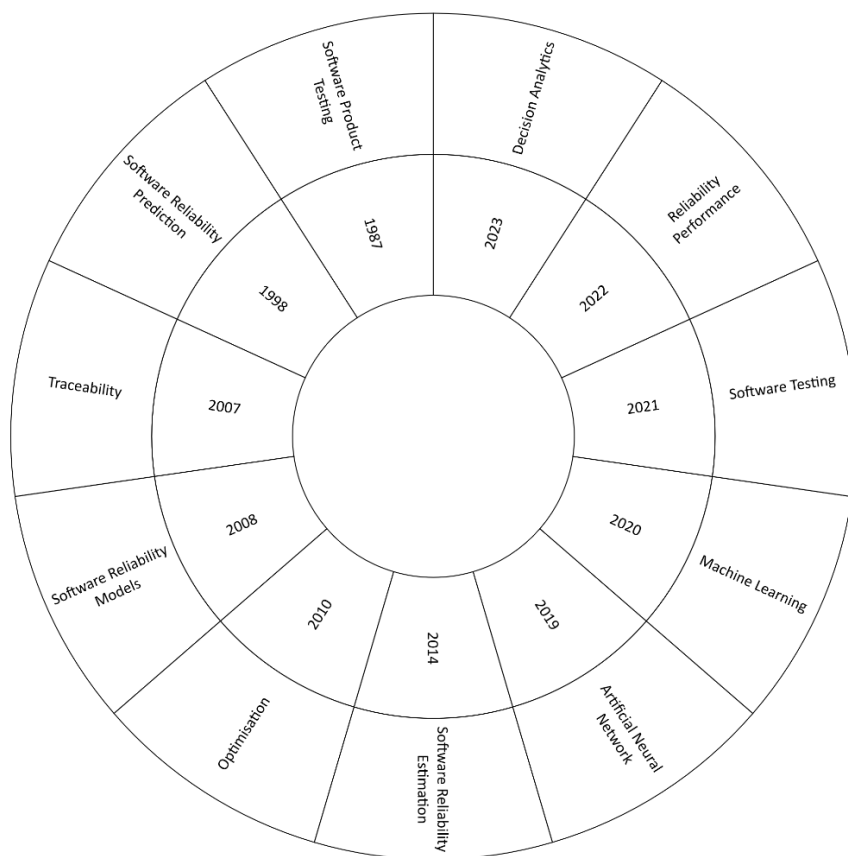 Decision Analytics
2023
Reliability
Performance
2022
Software Testing
2021
Machine Learning
2020
Artificial Neural
Network
2019
Software Reliability
Estimation
2014
Optimisation
2010
Software Reliability
Models
2008
Traceability
2007
Software Reliability
Prediction
1998
Software Product
Testing
1987